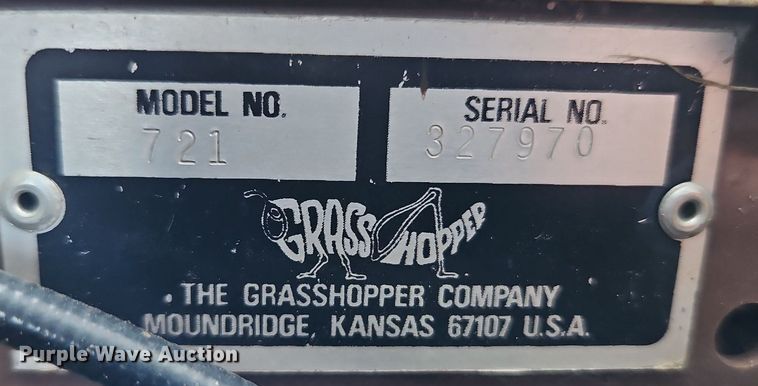 MODEL NO.
721
SERIAL NO.
327970
GRASSHOPPER
THE GRASSHOPPER COMPANY
MOUNDRIDGE, KANSAS 67107 U.S.A.
Purple Wave Auction